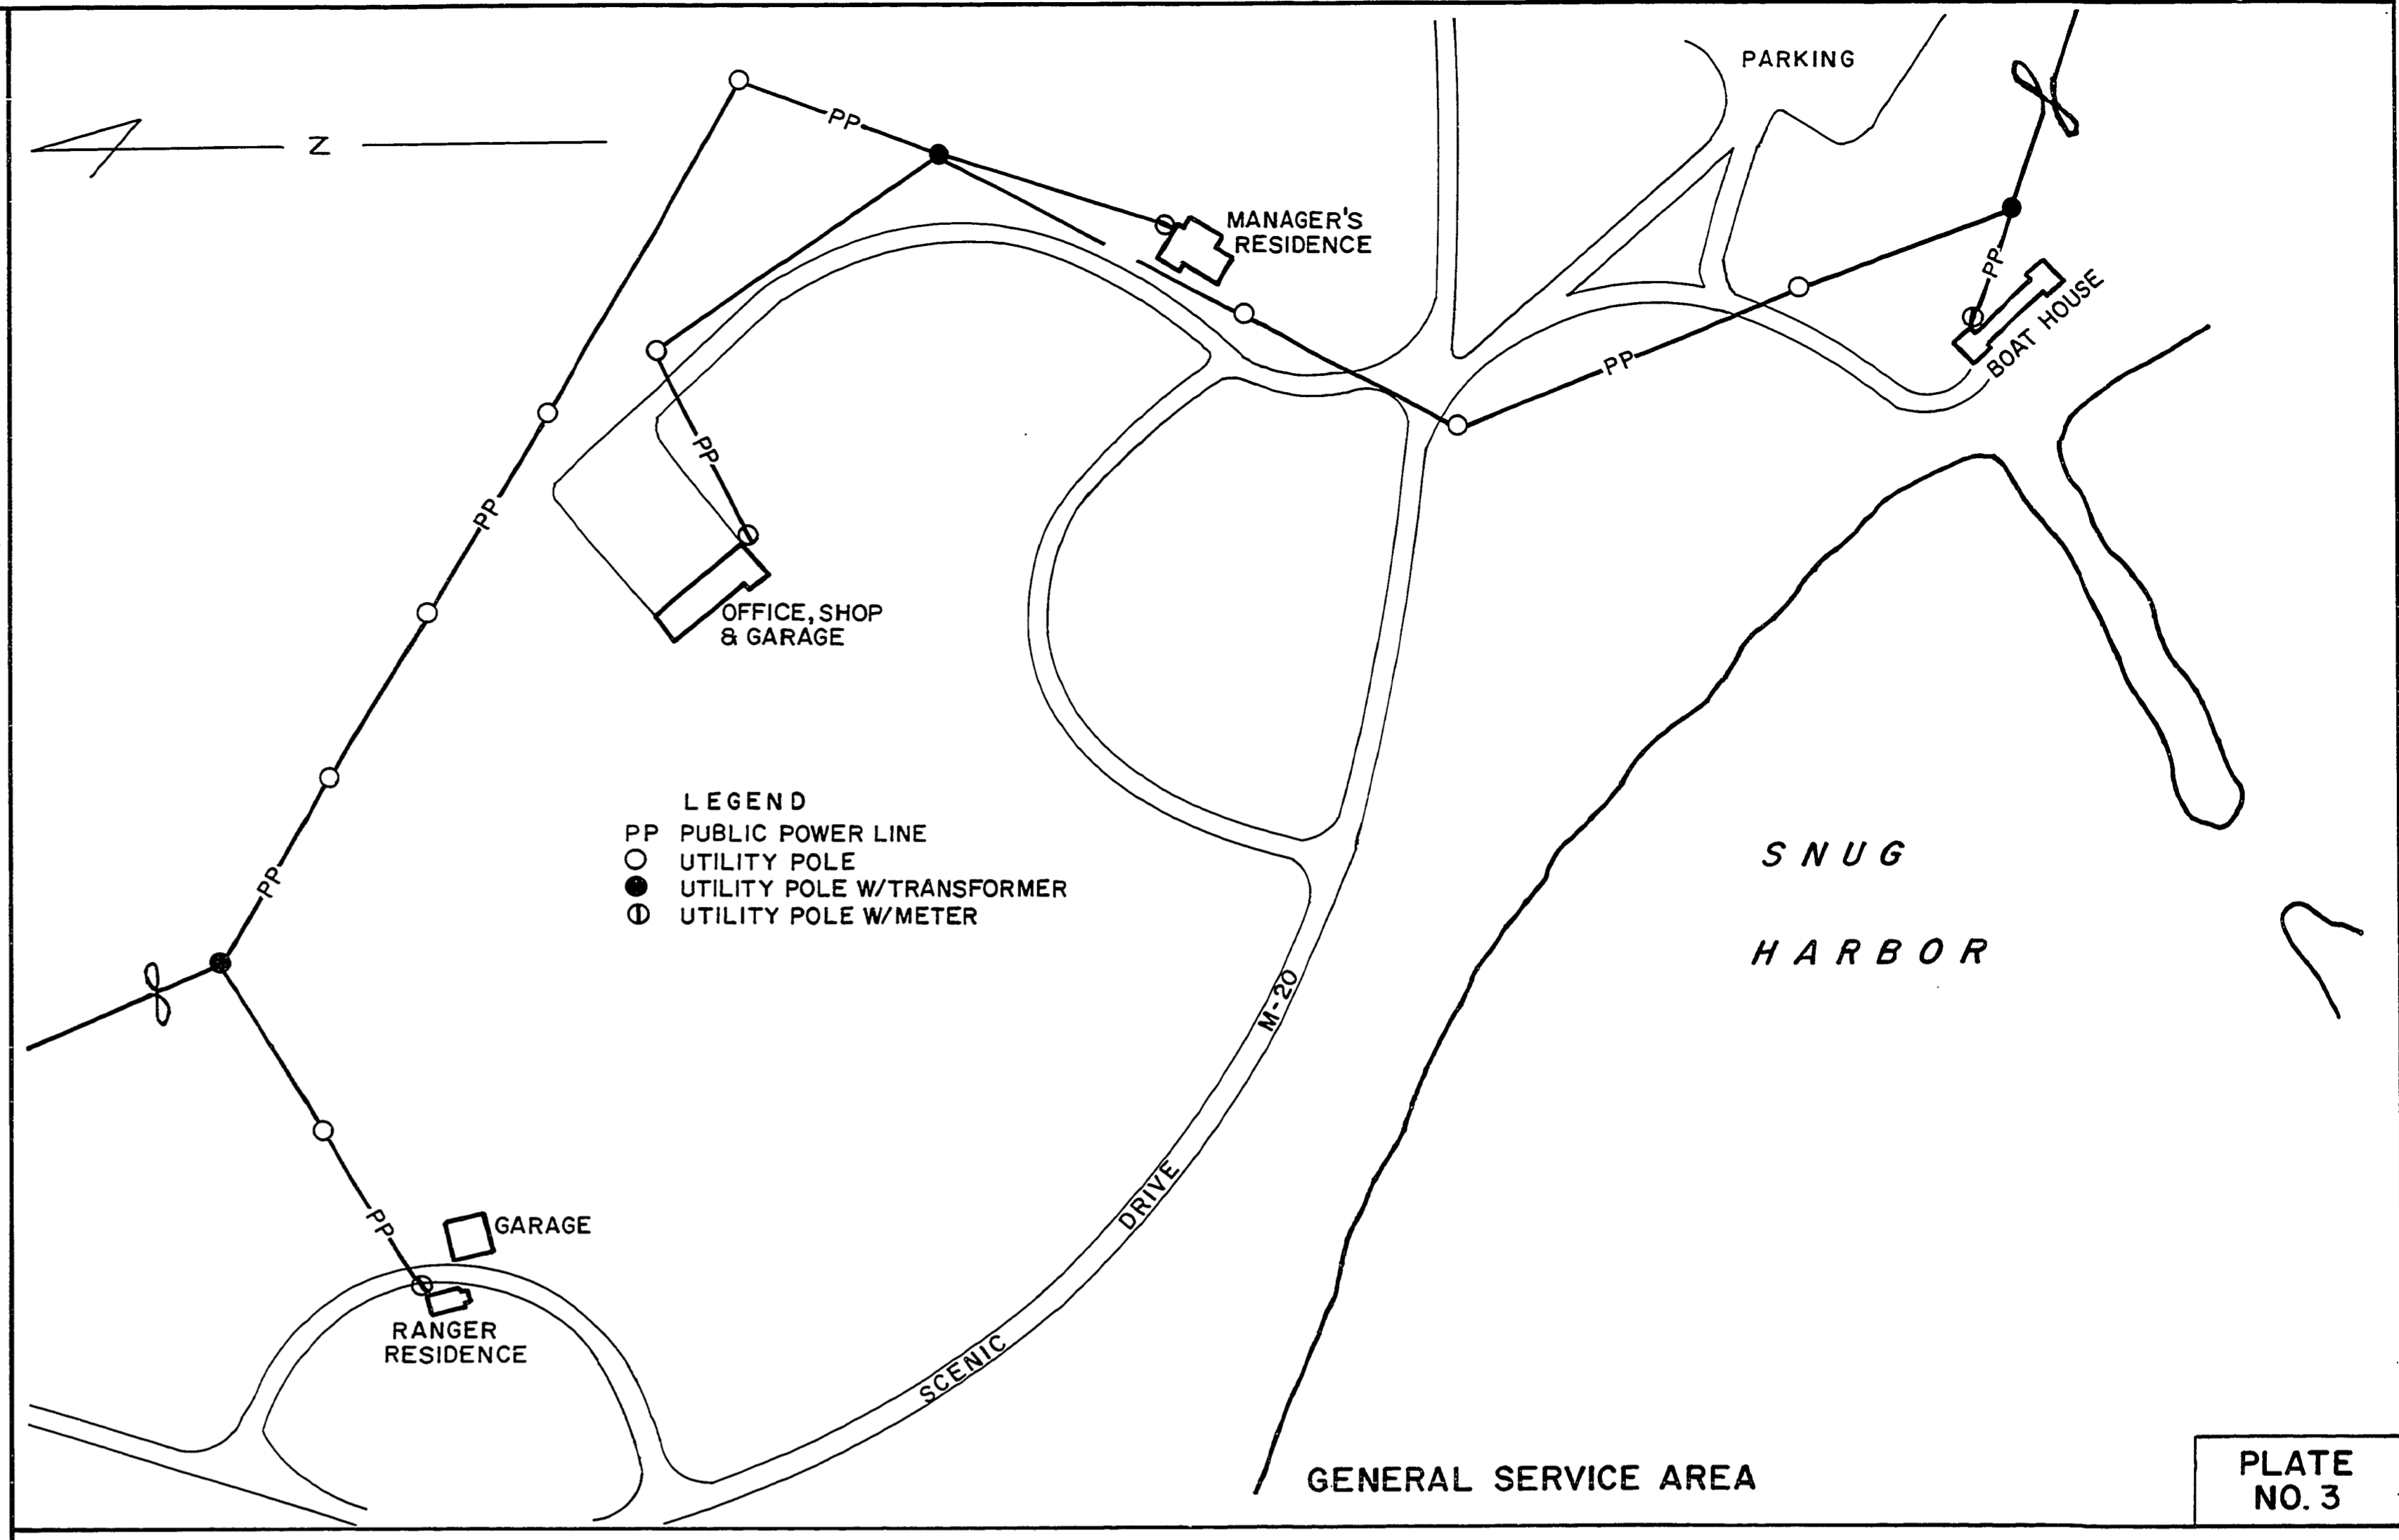 PARKING
PP
Z
MANAGER'S
RESIDENCE
PP
BOAT HOUSE
PP
PP
PP
OFFICE, SHOP
& GARAGE
LEGEND
PP PUBLIC POWER LINE
UTILITY POLE
UTILITY POLE W/TRANSFORMER
UTILITY POLE W/METER
PP
SNUG
HARBOR
M-20
DRIVE
SCENIC
PP
GARAGE
RANGER
RESIDENCE
GENERAL SERVICE AREA
PLATE
NO. 3